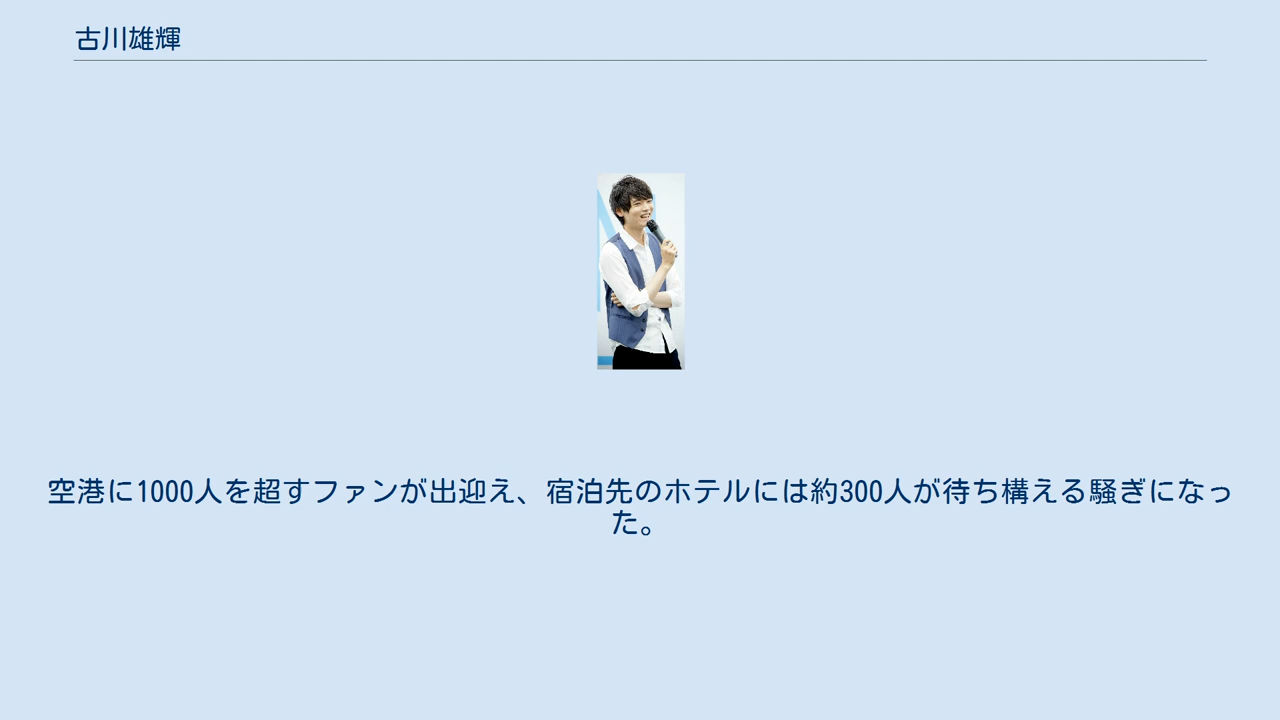 古川雄輝
空港に1000人を超すファンが出迎え、宿泊先のホテルには約300人が待ち構える騒ぎになっ
た。